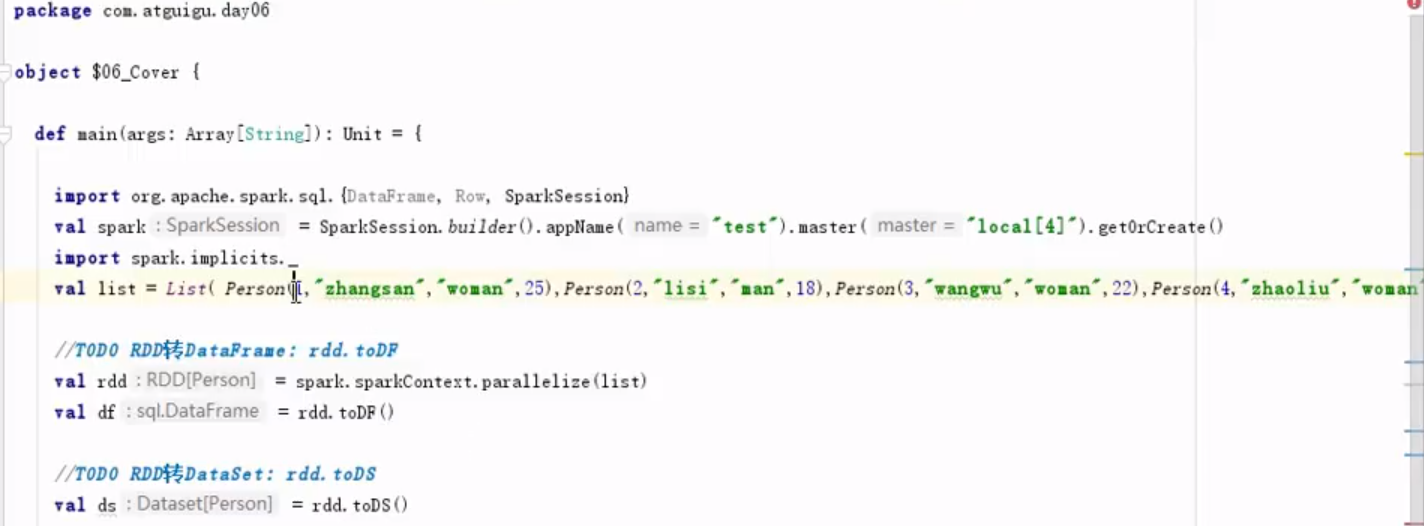 package com.atguigu.day06
object $06_Cover {
def main(args: Array[String]): Unit = {
import org.apache.spark.sql.{DataFrame, Row, SparkSession}
val spark : SparkSession = SparkSession.builder().appName( name = "test").master( master = "local[4]").getOrCreate()
import spark.implicits._
val list = List( Person(1,"zhangsan","woman",25),Person(2,"lisi","man",18),Person(3,"wangwu","woman",22),Person(4,"zhaoliu","woman"
//TODO RDD转DataFrame: rdd.toDF
val rdd : RDD[Person] = spark.sparkContext.parallelize(list)
val df : sql.DataFrame = rdd.toDF()
//TODO RDD转DataSet: rdd.toDS
val ds : Dataset[Person] = rdd.toDS()